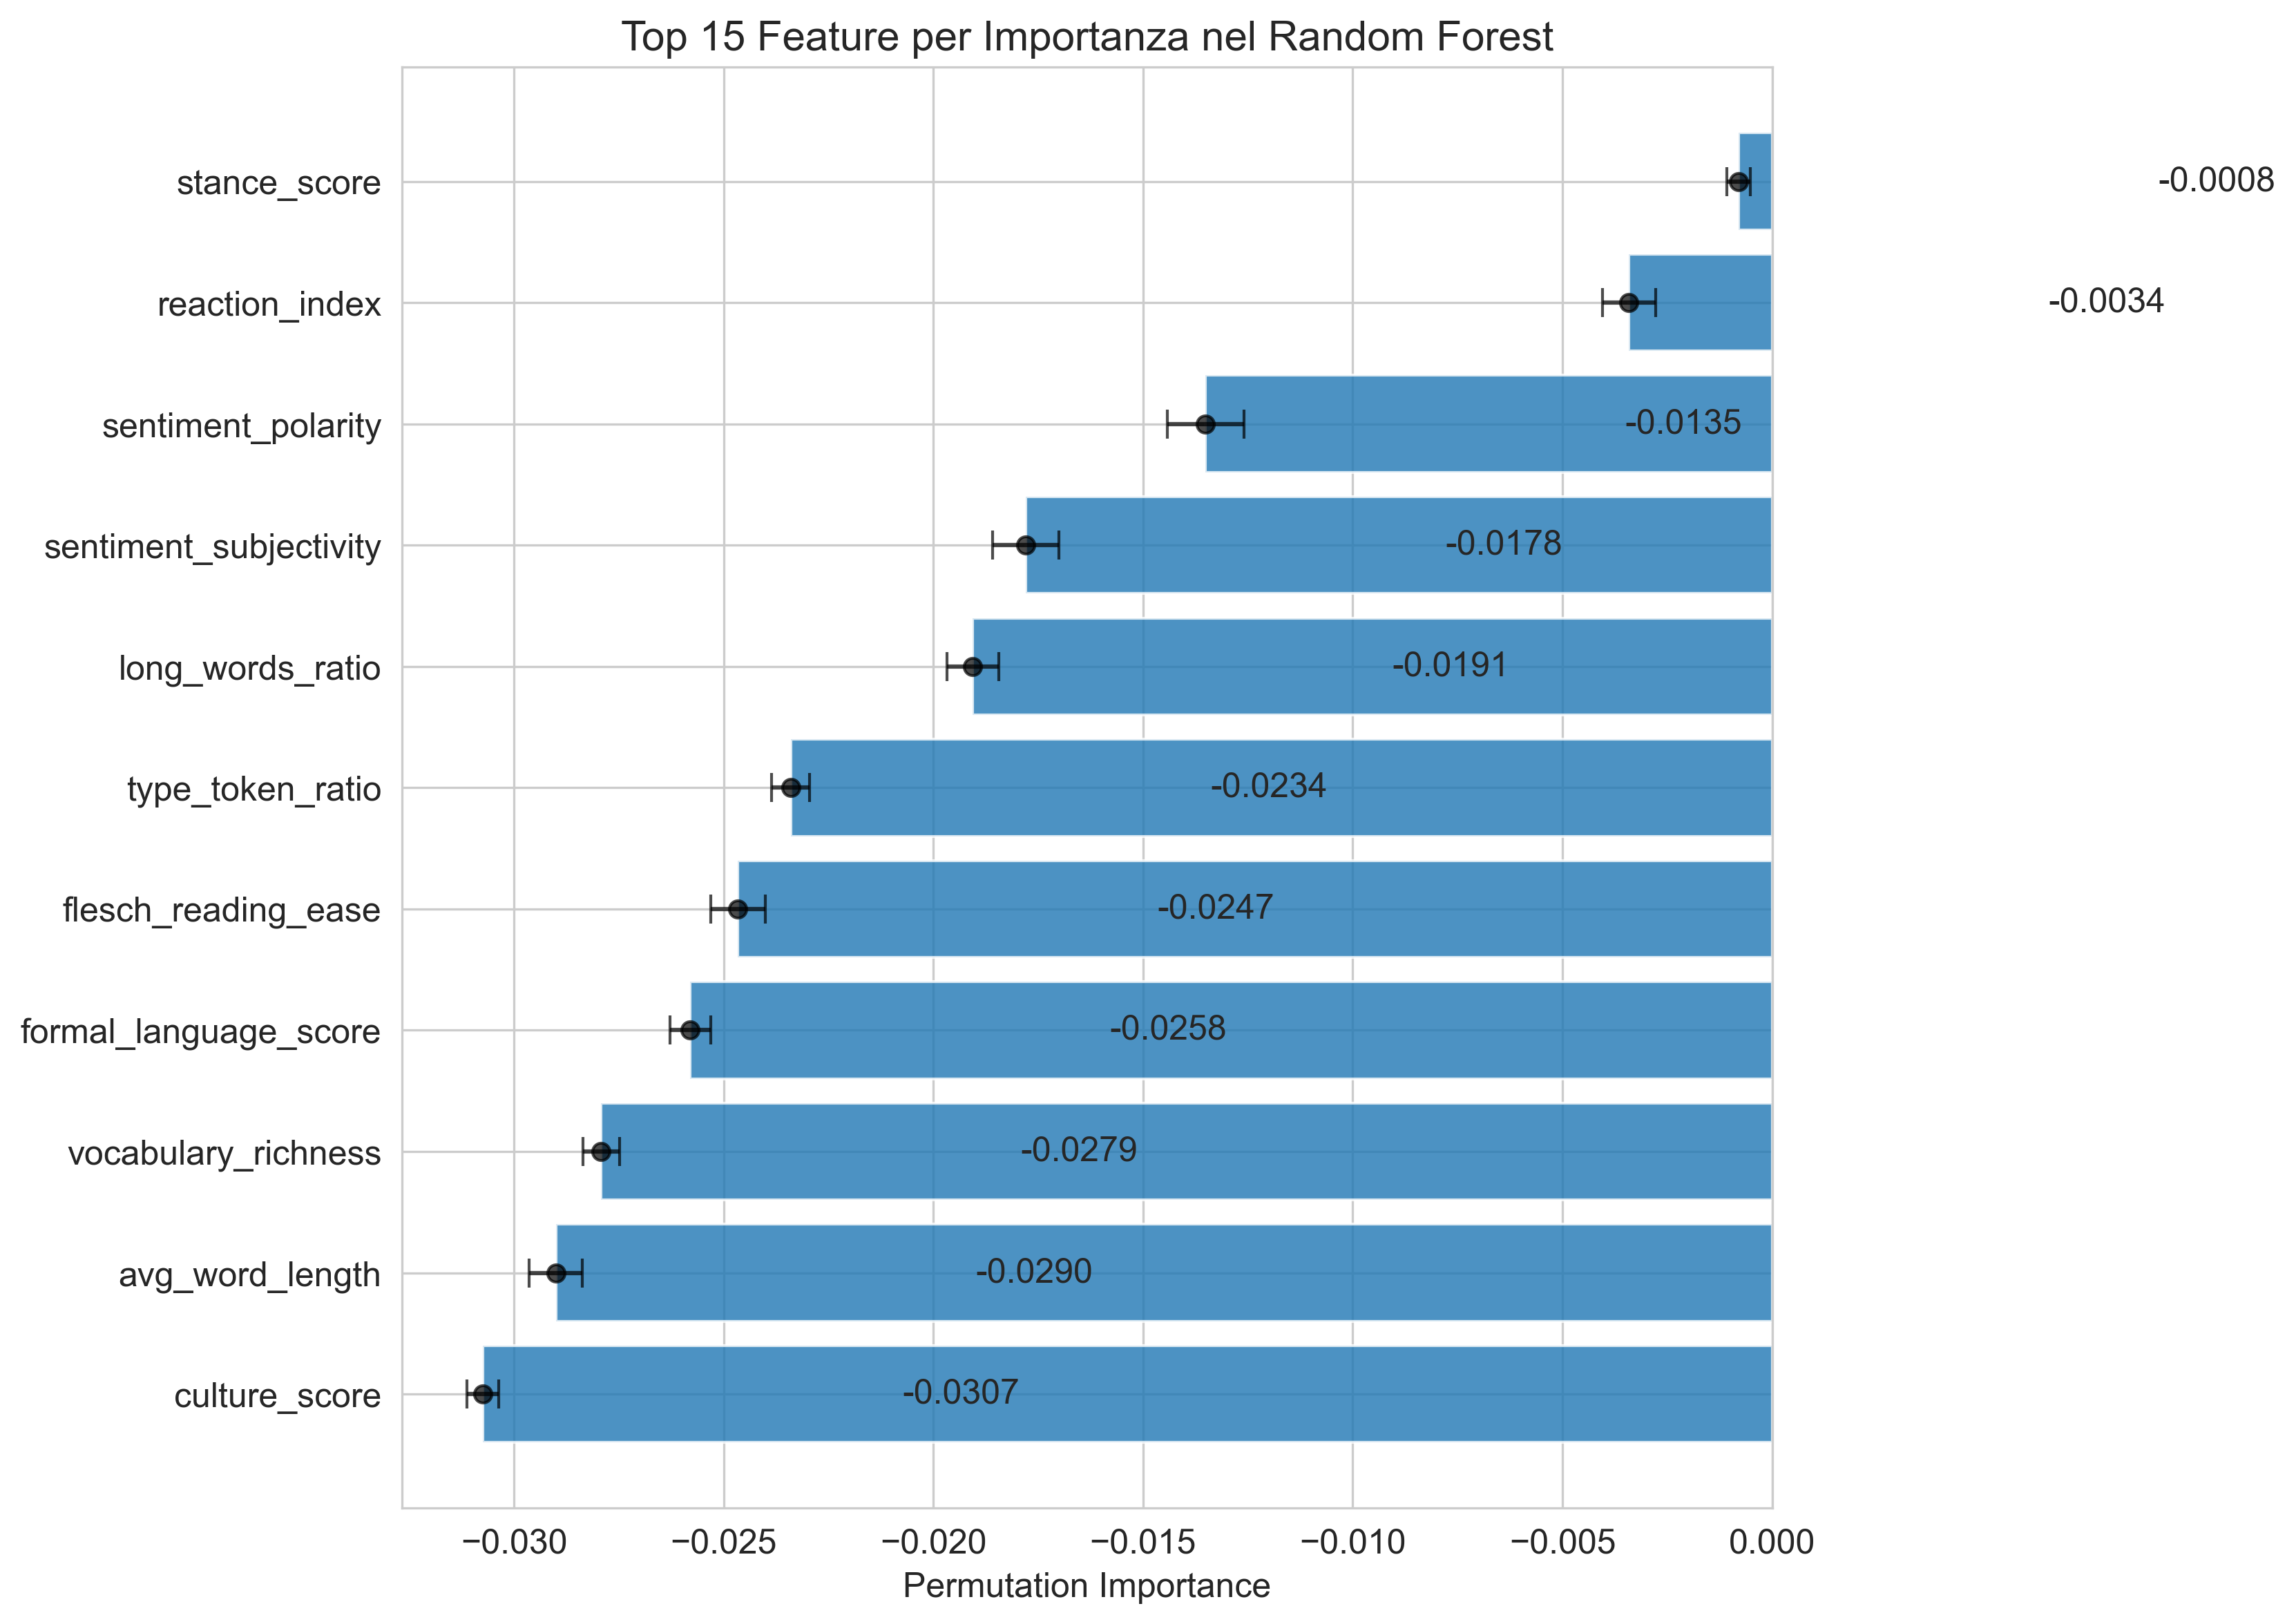 Top 15 Feature per Importanza nel Random Forest
stance_score
-0.0008
reaction_index
-0.0034
sentiment_polarity
-0.0135
sentiment_subjectivity
-0.0178
long_words_ratio
-0.0191
type_token_ratio
-0.0234
flesch_reading_ease
-0.0247
formal_language_score
-0.0258
vocabulary_richness
-0.0279
avg_word_length
-0.0290
culture_score
-0.0307
−0.030 −0.025 −0.020 −0.015 −0.010 −0.005 0.000
Permutation Importance